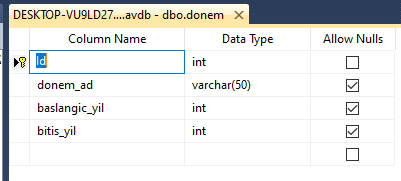 DESKTOP-VU9LD27....avdb - dbo.donem
Column Name Data Type Allow Nulls
Id int
donem_ad varchar(50)
baslangic_yil int
bitis_yil int